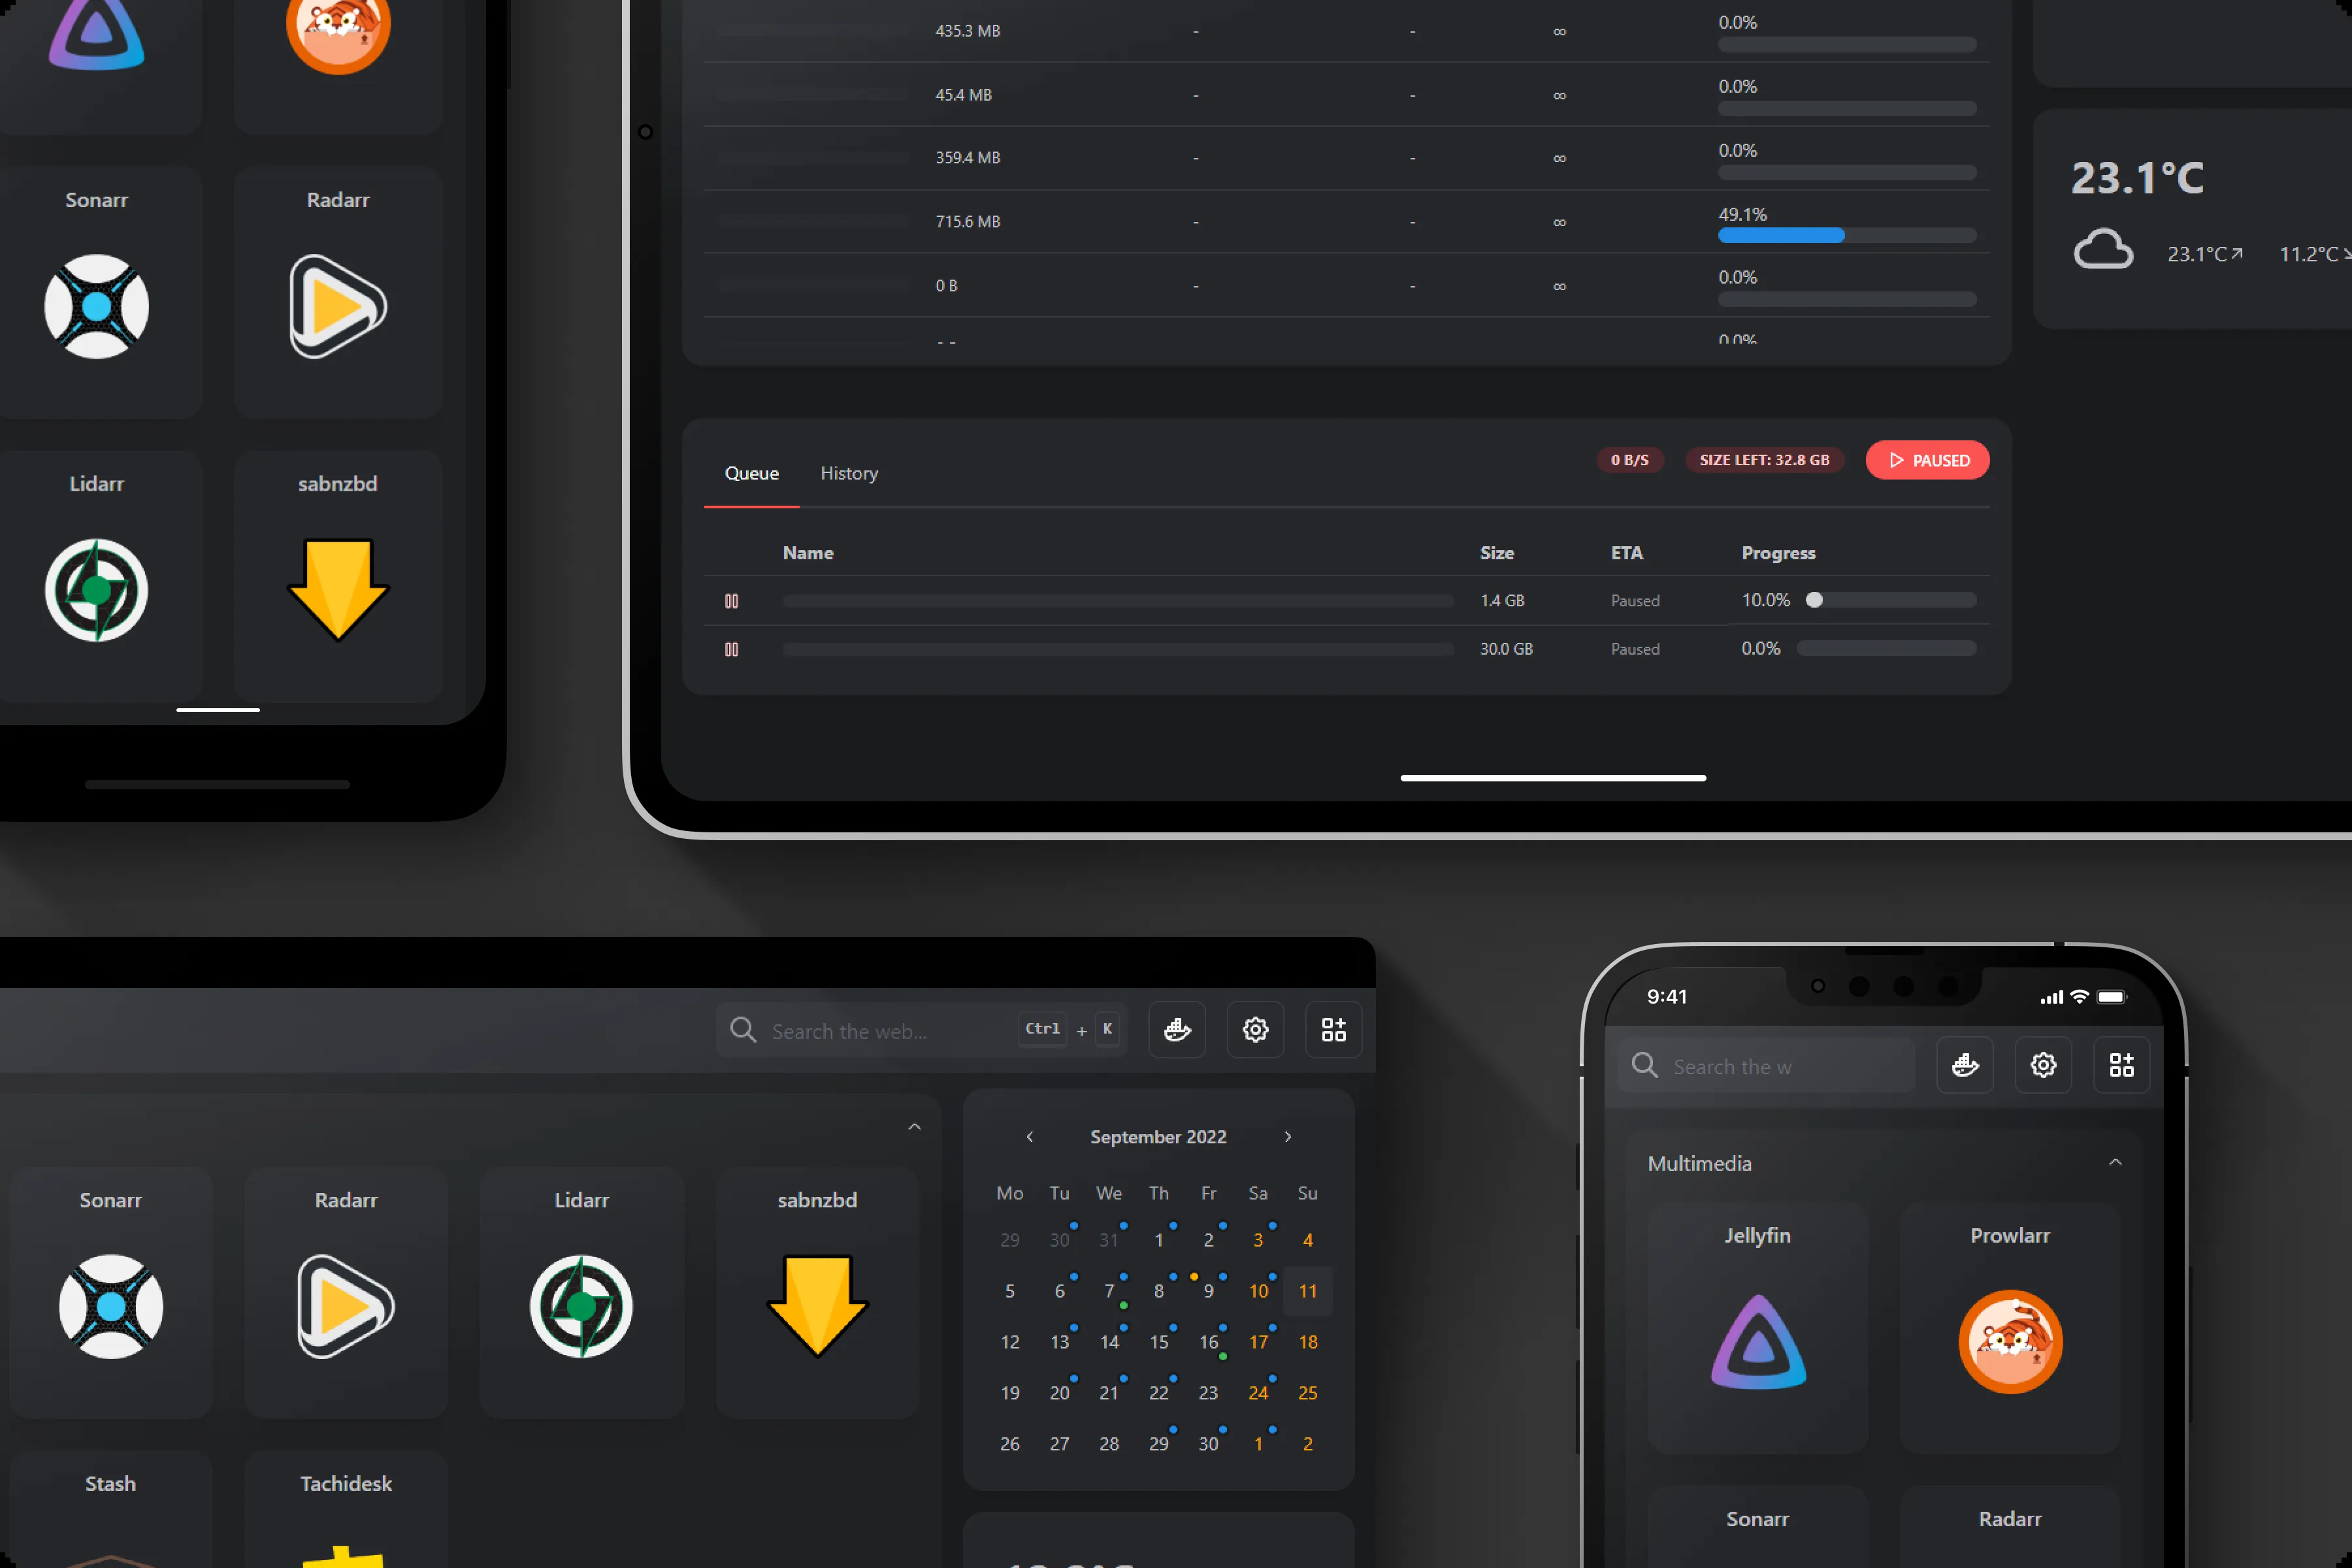 Sonarr
Radarr
Lidarr
sabnzbd
435.3 MB - - ∞ 0.0%
45.4 MB - - ∞ 0.0%
359.4 MB - - ∞ 0.0%
715.6 MB - - ∞ 49.1%
0 B - - ∞ 0.0%
0.0%
23.1°C
23.1°C↗ 11.2°C↘
Queue
History
0 B/S
SIZE LEFT: 32.8 GB
PAUSED
Name Size ETA Progress
1.4 GB Paused 10.0%
30.0 GB Paused 0.0%
Search the web...
Ctrl + K
Sonarr
Radarr
Lidarr
sabnzbd
Stash
Tachidesk
September 2022
Mo Tu We Th Fr Sa Su
29 30 31 1 2 3 4
5 6 7 8 9 10 11
12 13 14 15 16 17 18
19 20 21 22 23 24 25
26 27 28 29 30 1 2
9:41
Search the w
Multimedia
Jellyfin
Prowlarr
Sonarr
Radarr